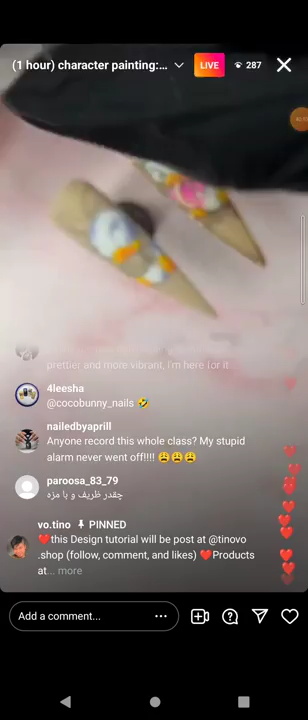 (1 hour) character painting:...
LIVE
287
prettier and more vibrant, I'm here for it
4leesha
@cocobunny_nails 🤣
nailedbyaprill
Anyone record this whole class? My stupid
alarm never went off!!!! 😩😩😩
paroosa_83_79
چقدر ظریف و با مزه
vo.tino PINNED
❤️this Design tutorial will be post at @tinovo
.shop (follow, comment, and likes) ❤️Products
at... more
Add a comment...